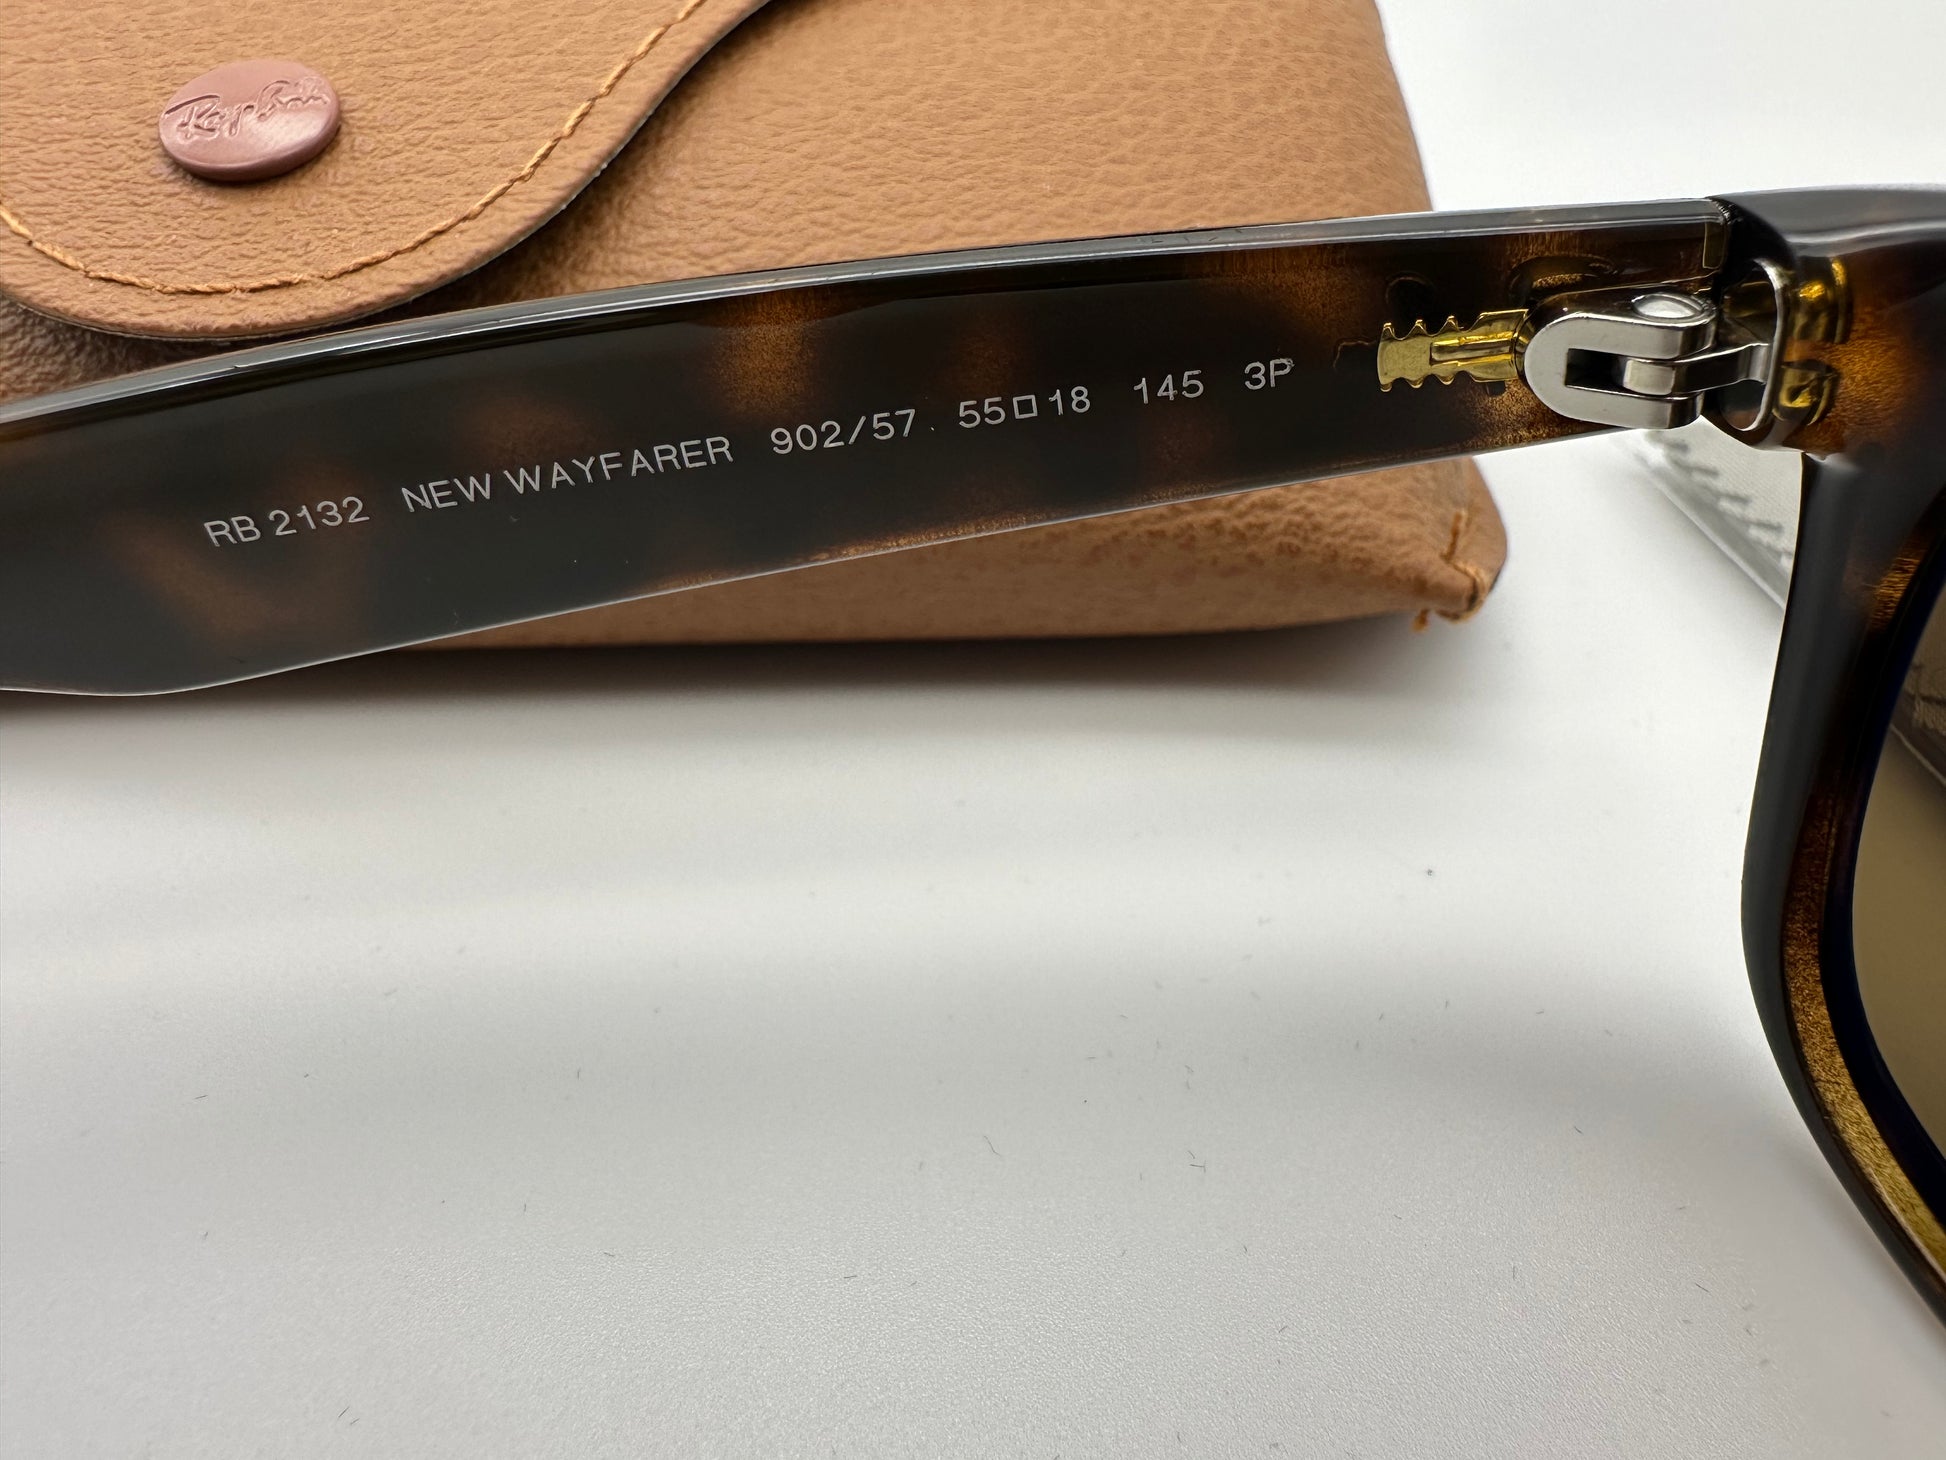 Ray-Ban
RB 2132 NEW WAYFARER 902/57 55□18 145 3P